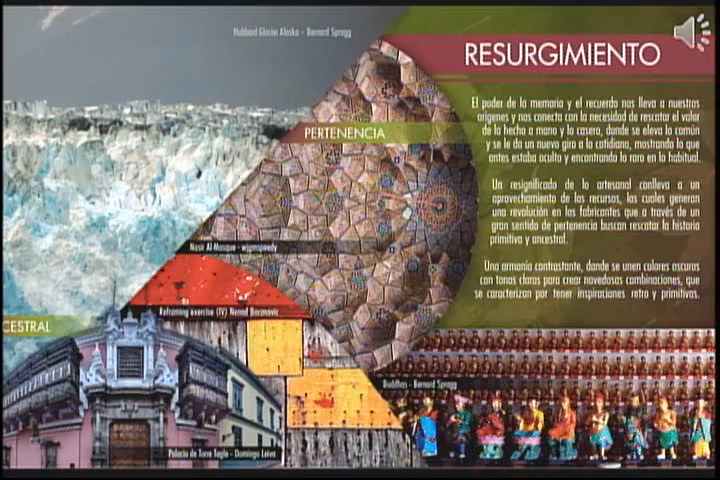 Hubbard Glacier Alaska - Bernard Spragg
RESURGIMIENTO
El poder de la memoria y el recuerdo nos lleva a nuestros
orígenes y nos conecta con la necesidad de rescatar el valor
de lo hecho a mano y lo casero, donde se eleva lo común
y se le da un nuevo giro a lo cotidiano, mostrando lo que
antes estaba oculto y encontrando lo raro en lo habitual.
PERTENENCIA
Un resignificado de lo artesanal conlleva a un
aprovechamiento de los recursos, los cuales generan
una revolución en los fabricantes que a través de un
gran sentido de pertenencia buscan rescatar la historia
primitiva y ancestral.
Nasir Al Mosque - wjgmspeedy
Una armonía contrastante, donde se unen colores oscuros
con tonos claros para crear novedosas combinaciones, que
se caracterizan por tener inspiraciones retro y primitivas.
Reframing exercise (IV) Nenad Bacanovic
CESTRAL
Buddhas - Bernard Spragg
Palacio de Torre Tagle - Domingo Leiva